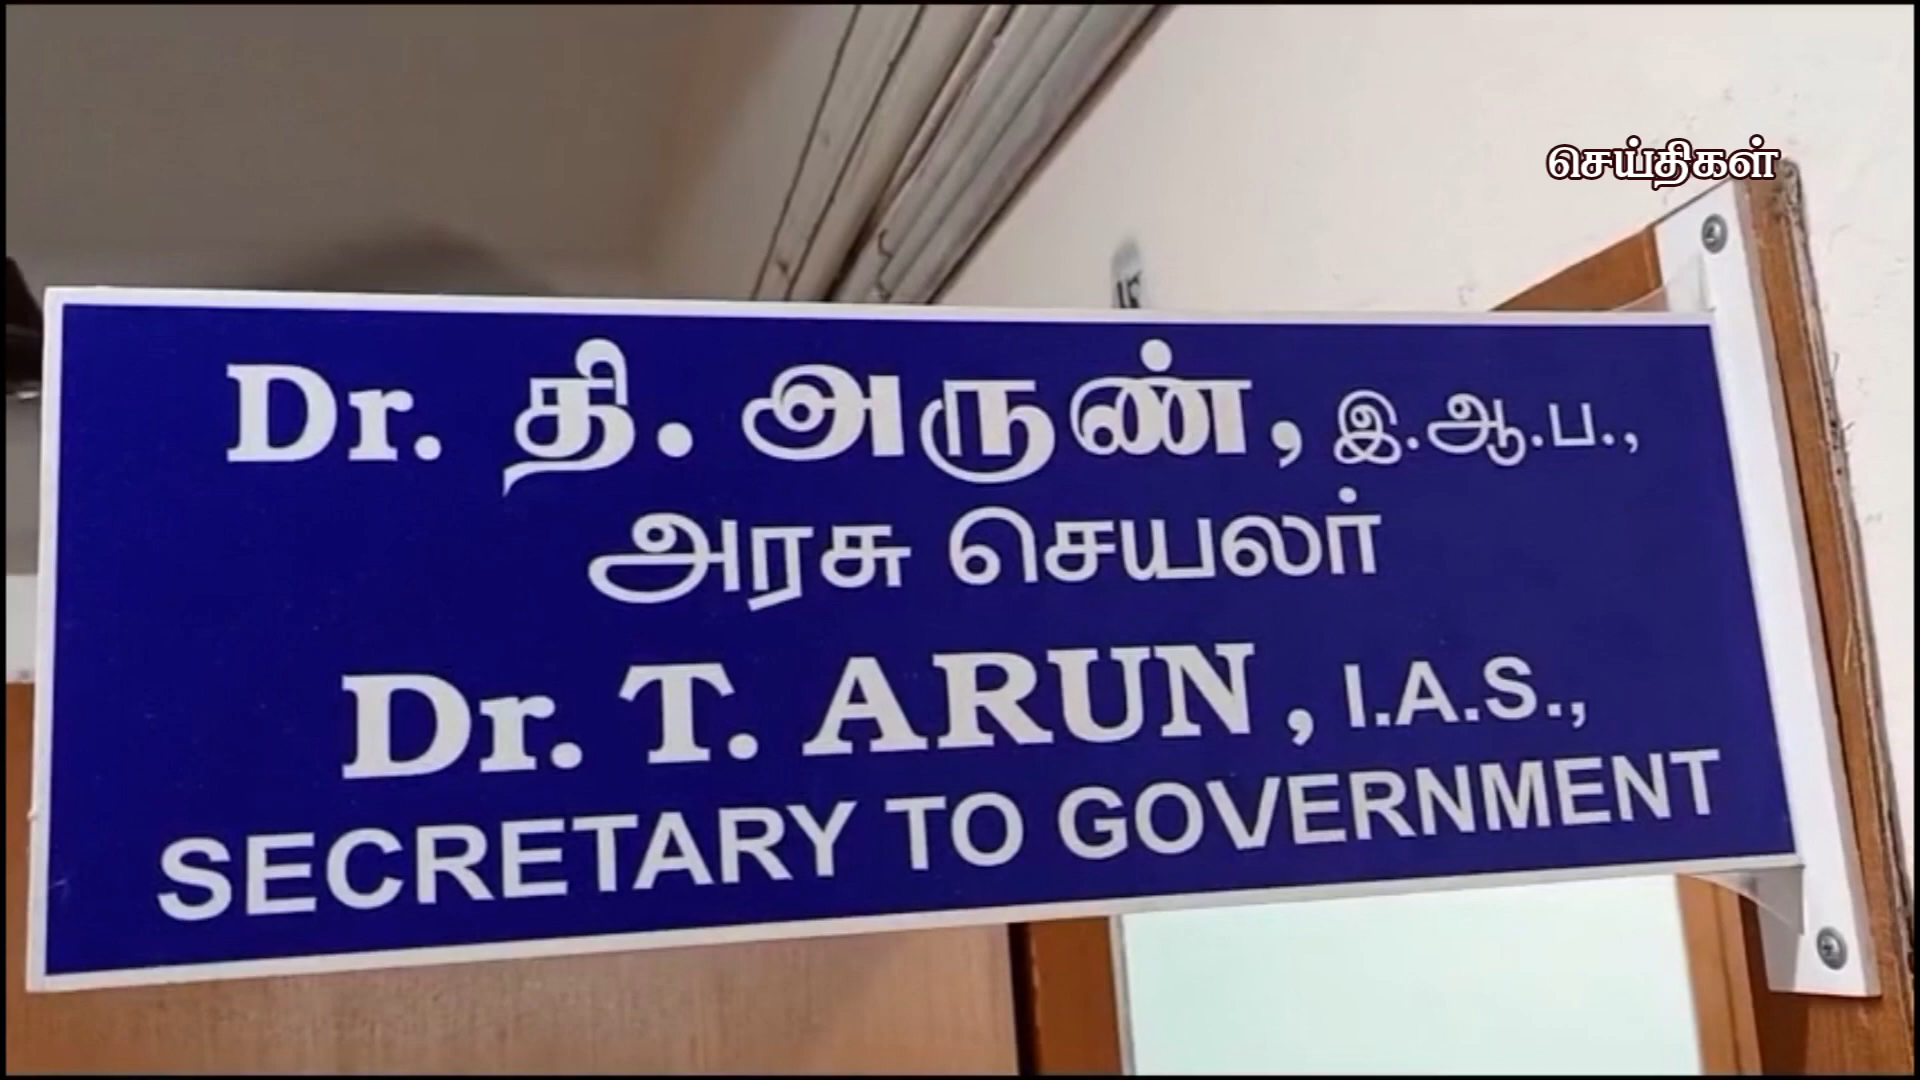 செய்திகள்
Dr. தி. அருண், இ.ஆ.ப.,
அரசு செயலர்
Dr. T. ARUN, I.A.S.,
SECRETARY TO GOVERNMENT